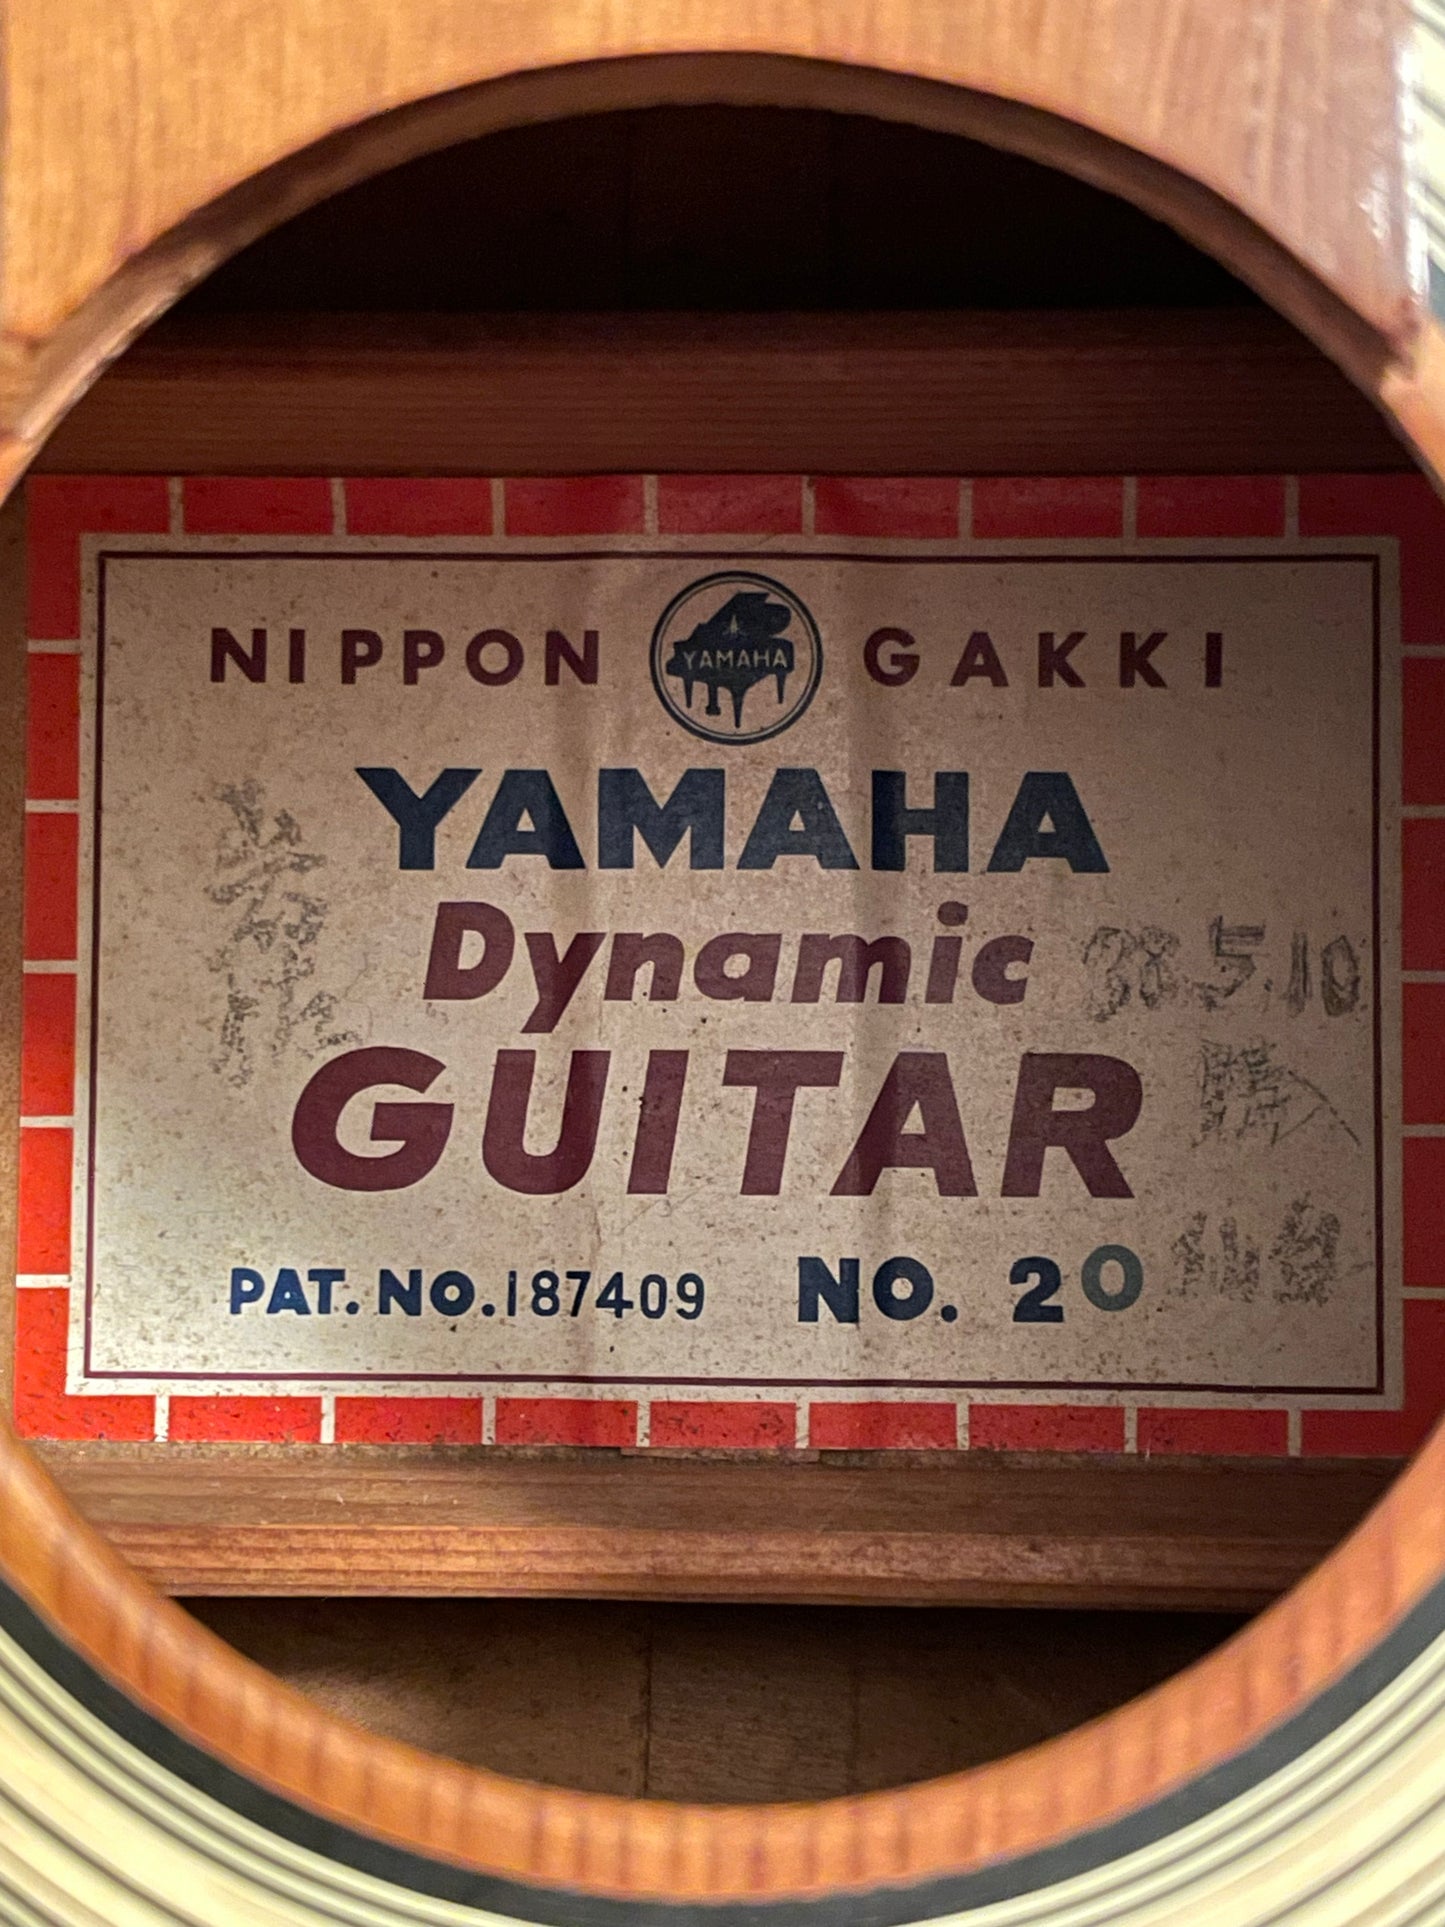 NIPPON YAMAHA GAKKI
YAMAHA
Dynamic
GUITAR
PAT. NO. 187409 NO. 20
38.5.10